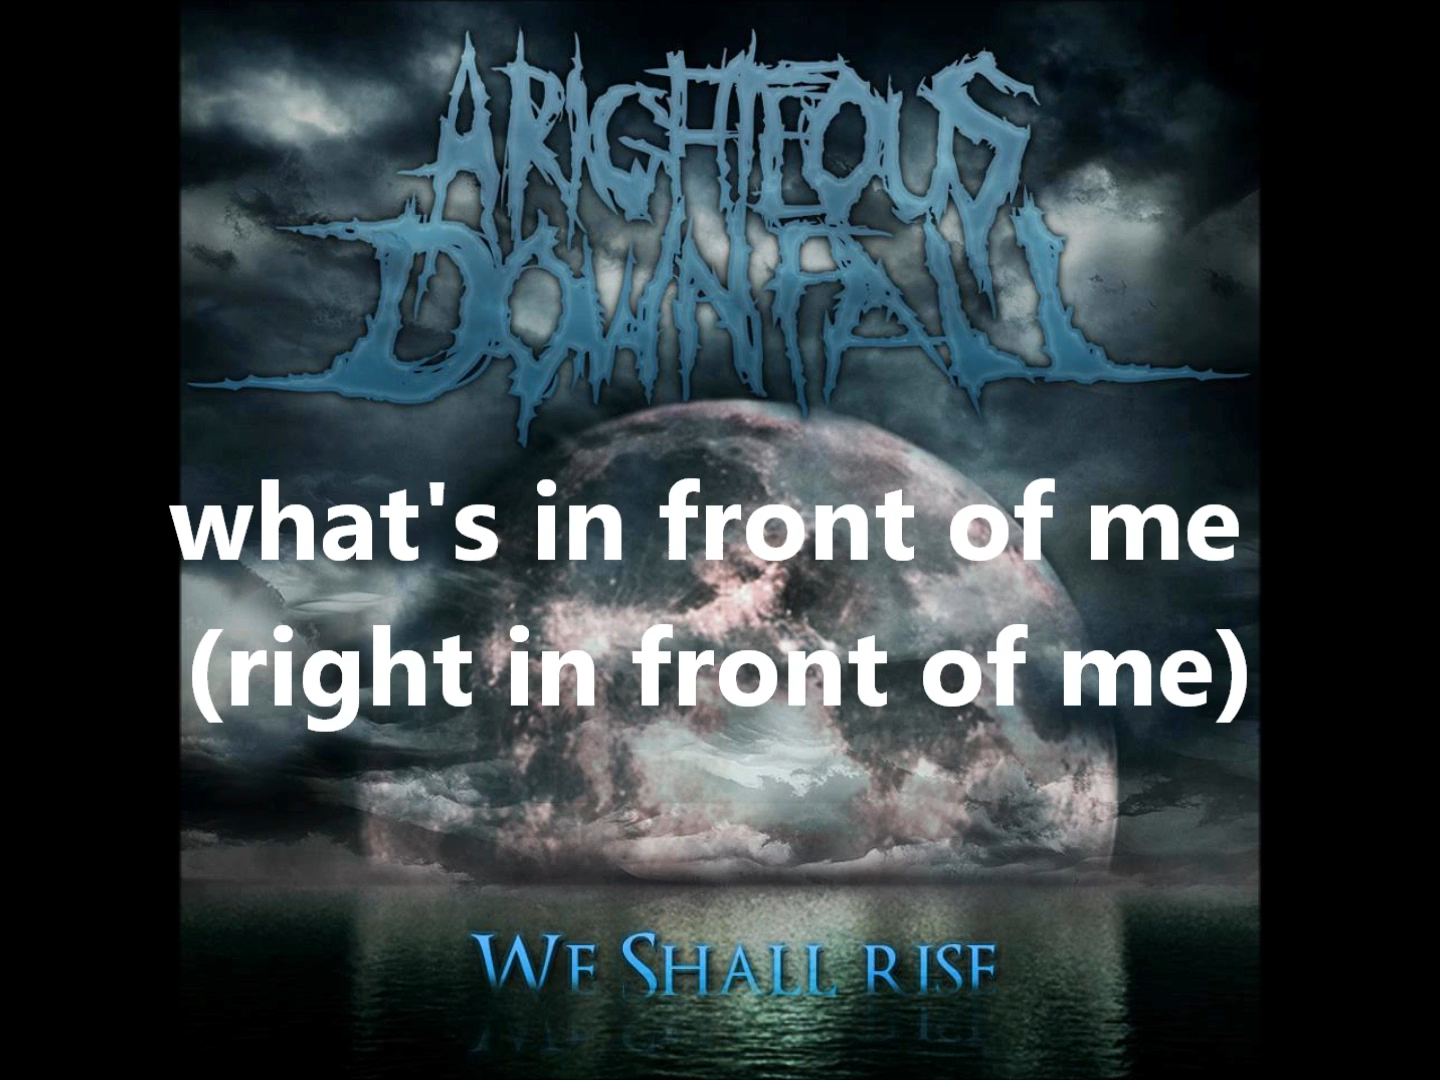 A RIGHTEOUS
DOWNFALL
what's in front of me
(right in front of me)
WE SHALL RISE